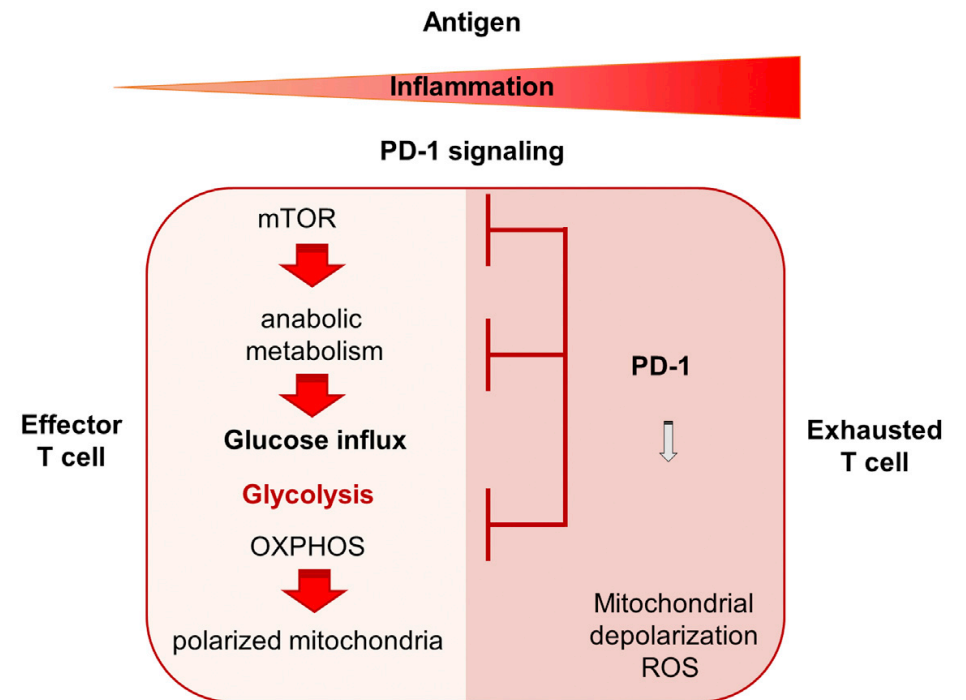 Antigen
Inflammation
PD-1 signaling
mTOR
anabolic
metabolism
Glucose influx
Glycolysis
OXPHOS
polarized mitochondria
Effector
T cell
PD-1
Mitochondrial
depolarization
ROS
Exhausted
T cell